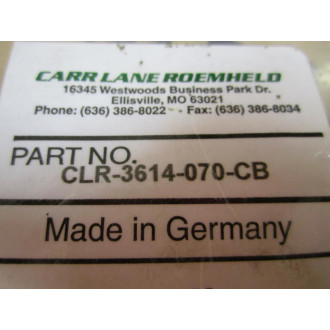 CARR LANE ROEMHELD
16345 Westwoods Business Park Dr.
Ellisville, MO 63021
Phone: (636) 386-8022 - Fax: (636) 386-8034
PART NO.
CLR-3614-070-CB
Made in Germany